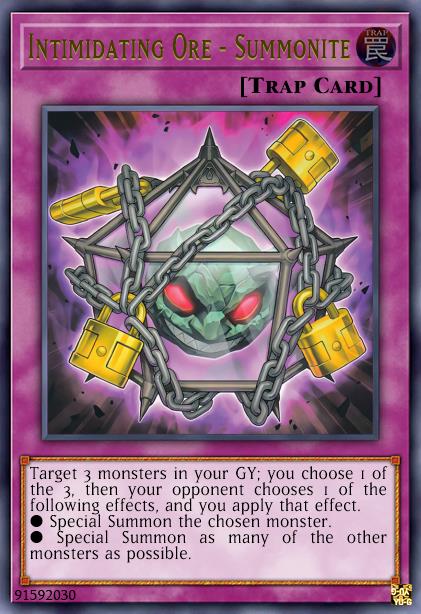 INTIMIDATING ORE - SUMMONITE
TRAP
罠
[TRAP CARD]
Target 3 monsters in your GY; you choose 1 of
the 3, then your opponent chooses 1 of the
following effects, and you apply that effect.
● Special Summon the chosen monster.
● Special Summon as many of the other
monsters as possible.
91592030